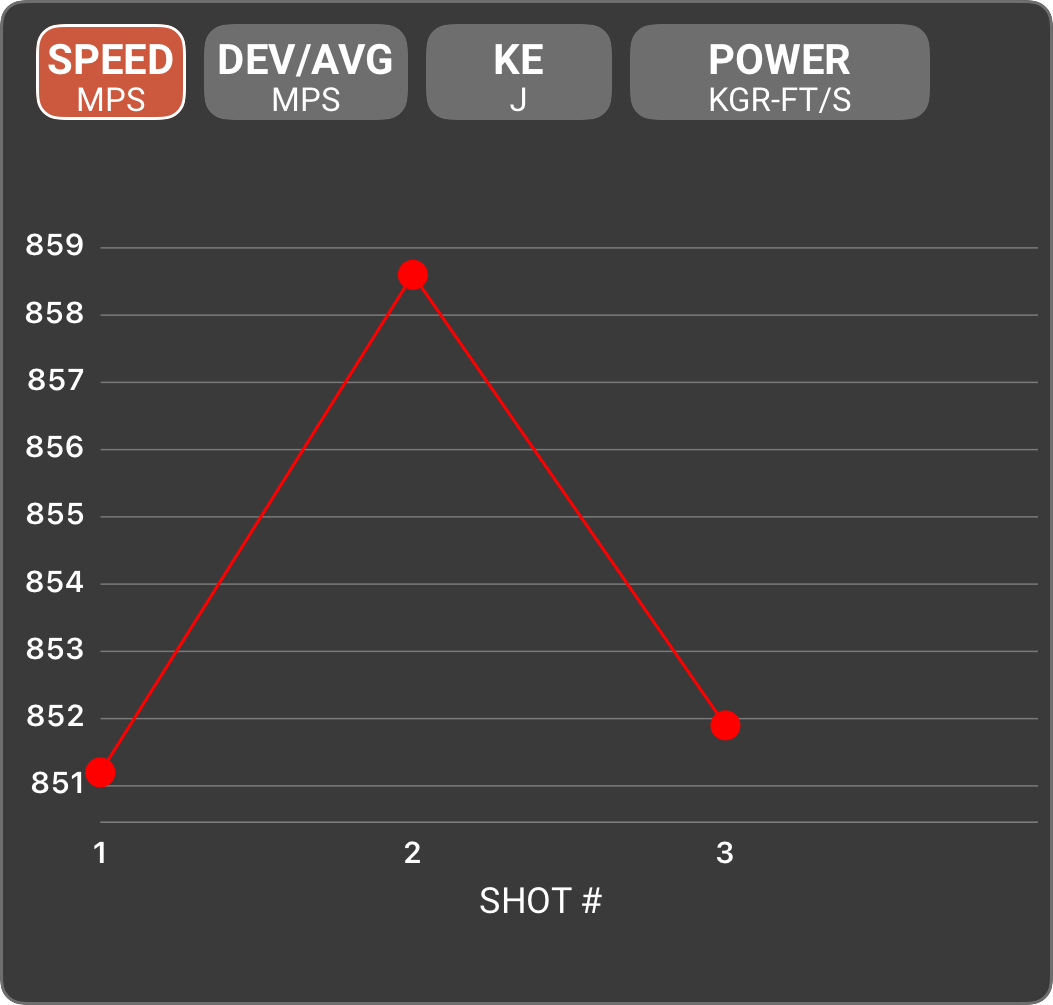 SPEED
MPS
DEV/AVG
MPS
KE
J
POWER
KGR-FT/S
859
858
857
856
855
854
853
852
851
1 2 3
SHOT #